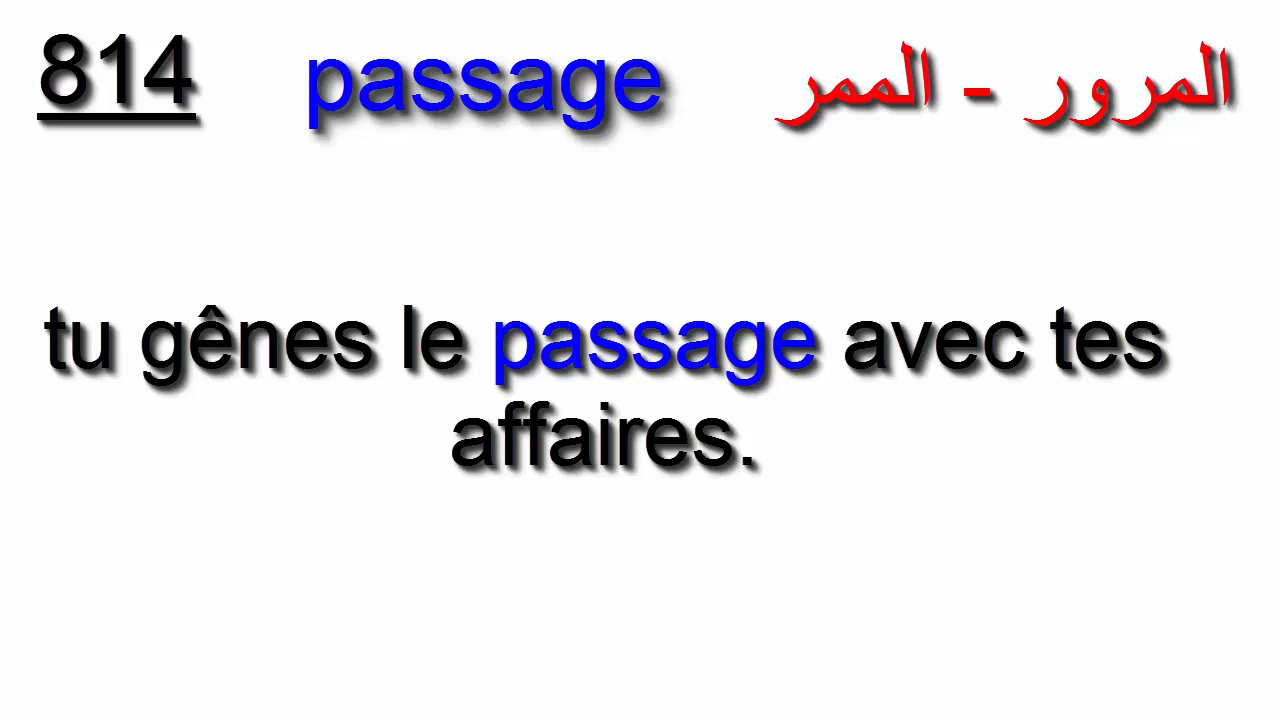 814 passage المرور - الممر
tu gênes le passage avec tes
affaires.